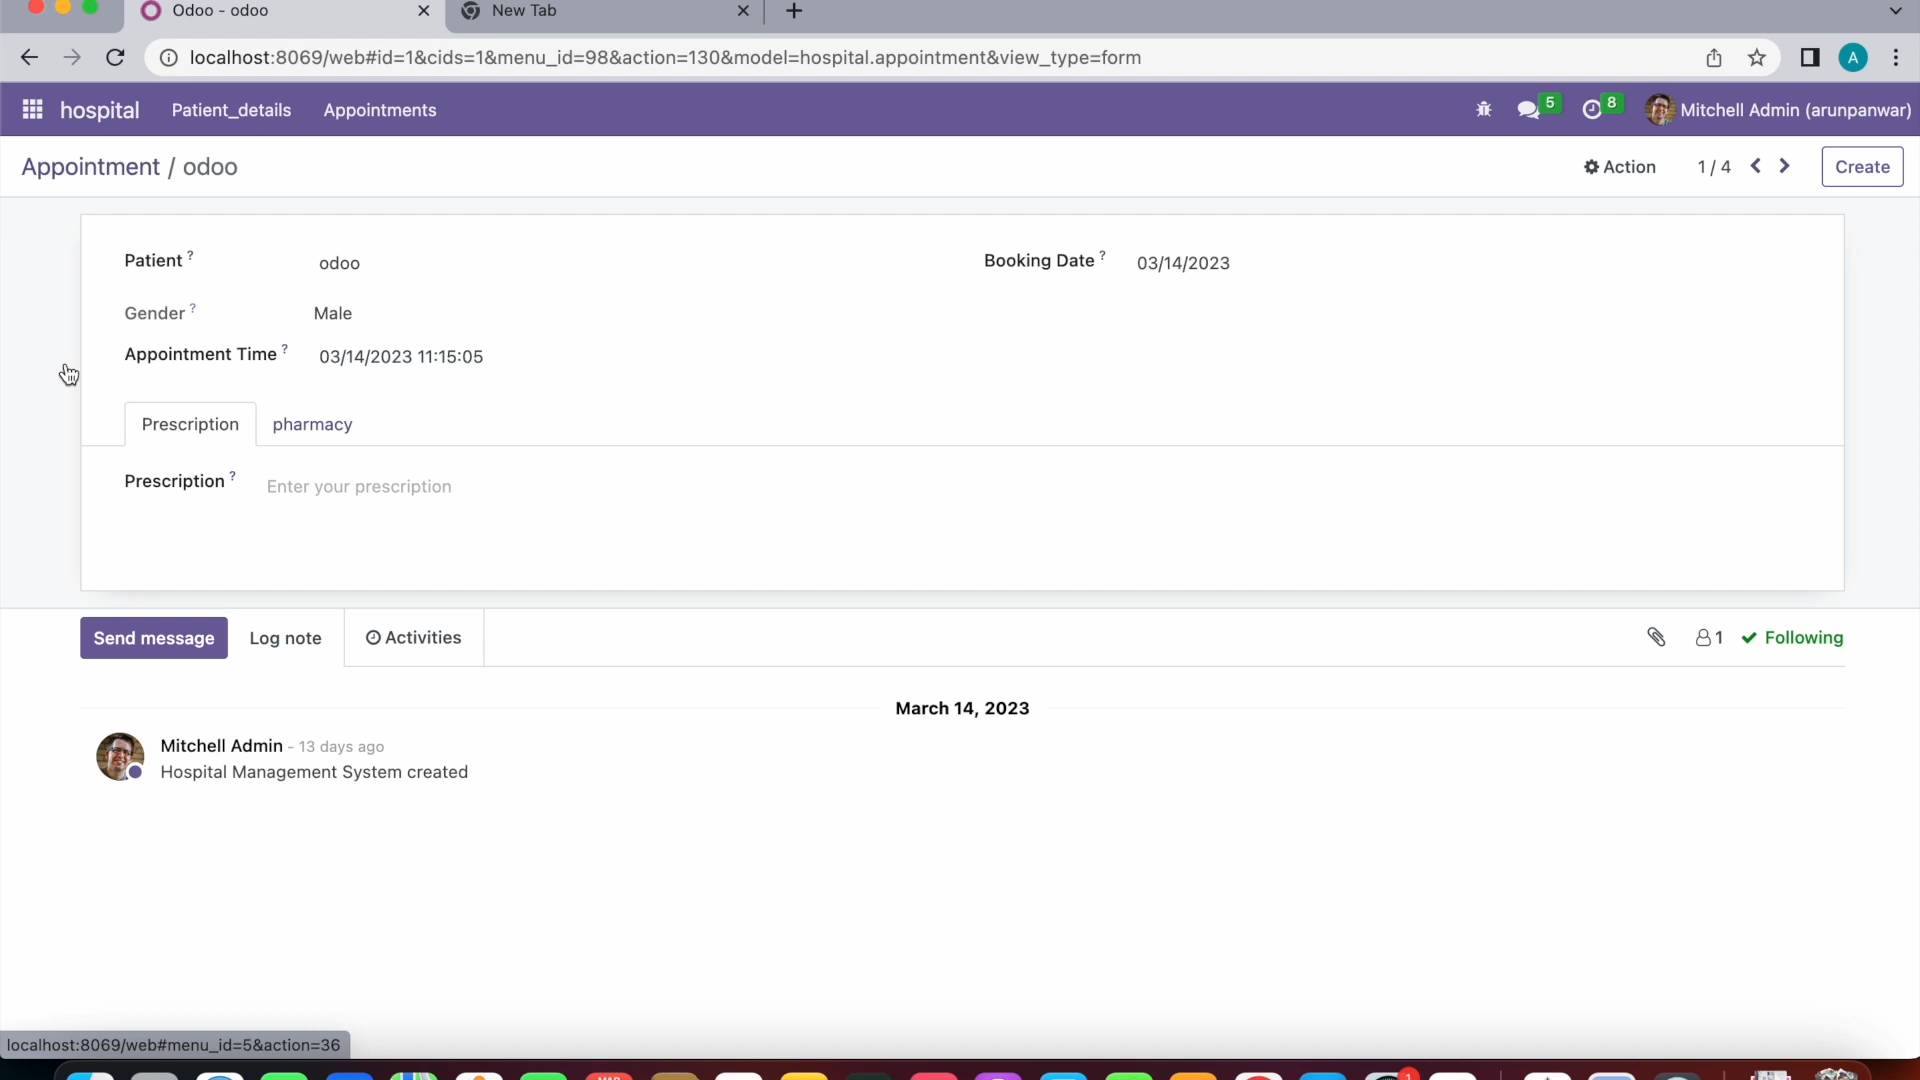 Odoo - odoo
New Tab
localhost:8069/web#id=1&cids=1&menu_id=98&action=130&model=hospital.appointment&view_type=form
A
hospital Patient_details Appointments
5 8 Mitchell Admin (arunpanwar)
Appointment / odoo
Action 1 / 4 Create
Patient ? odoo
Booking Date ? 03/14/2023
Gender ? Male
Appointment Time ? 03/14/2023 11:15:05
Prescription pharmacy
Prescription ? Enter your prescription
Send message Log note Activities
1 Following
March 14, 2023
Mitchell Admin - 13 days ago
Hospital Management System created
localhost:8069/web#menu_id=5&action=36
MAR
1